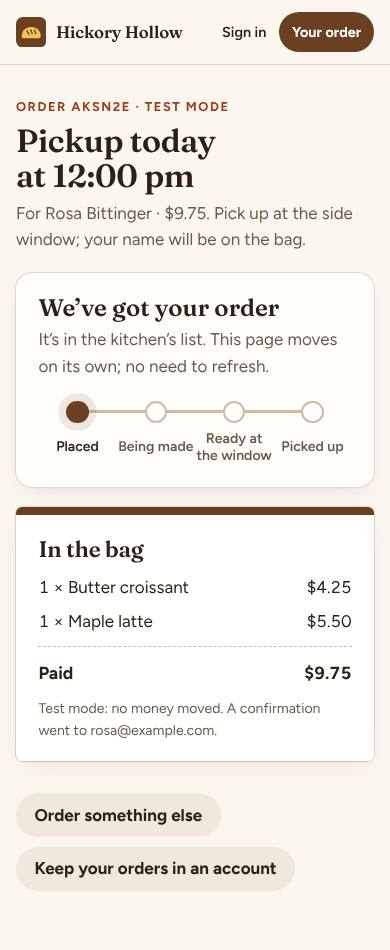 Hickory Hollow
Sign in
Your order
ORDER AKSN2E · TEST MODE
Pickup today
at 12:00 pm
For Rosa Bittinger · $9.75. Pick up at the side
window; your name will be on the bag.
We’ve got your order
It’s in the kitchen’s list. This page moves
on its own; no need to refresh.
Placed
Being made
Ready at
the window
Picked up
In the bag
1 × Butter croissant $4.25
1 × Maple latte $5.50
Paid $9.75
Test mode: no money moved. A confirmation
went to rosa@example.com.
Order something else
Keep your orders in an account